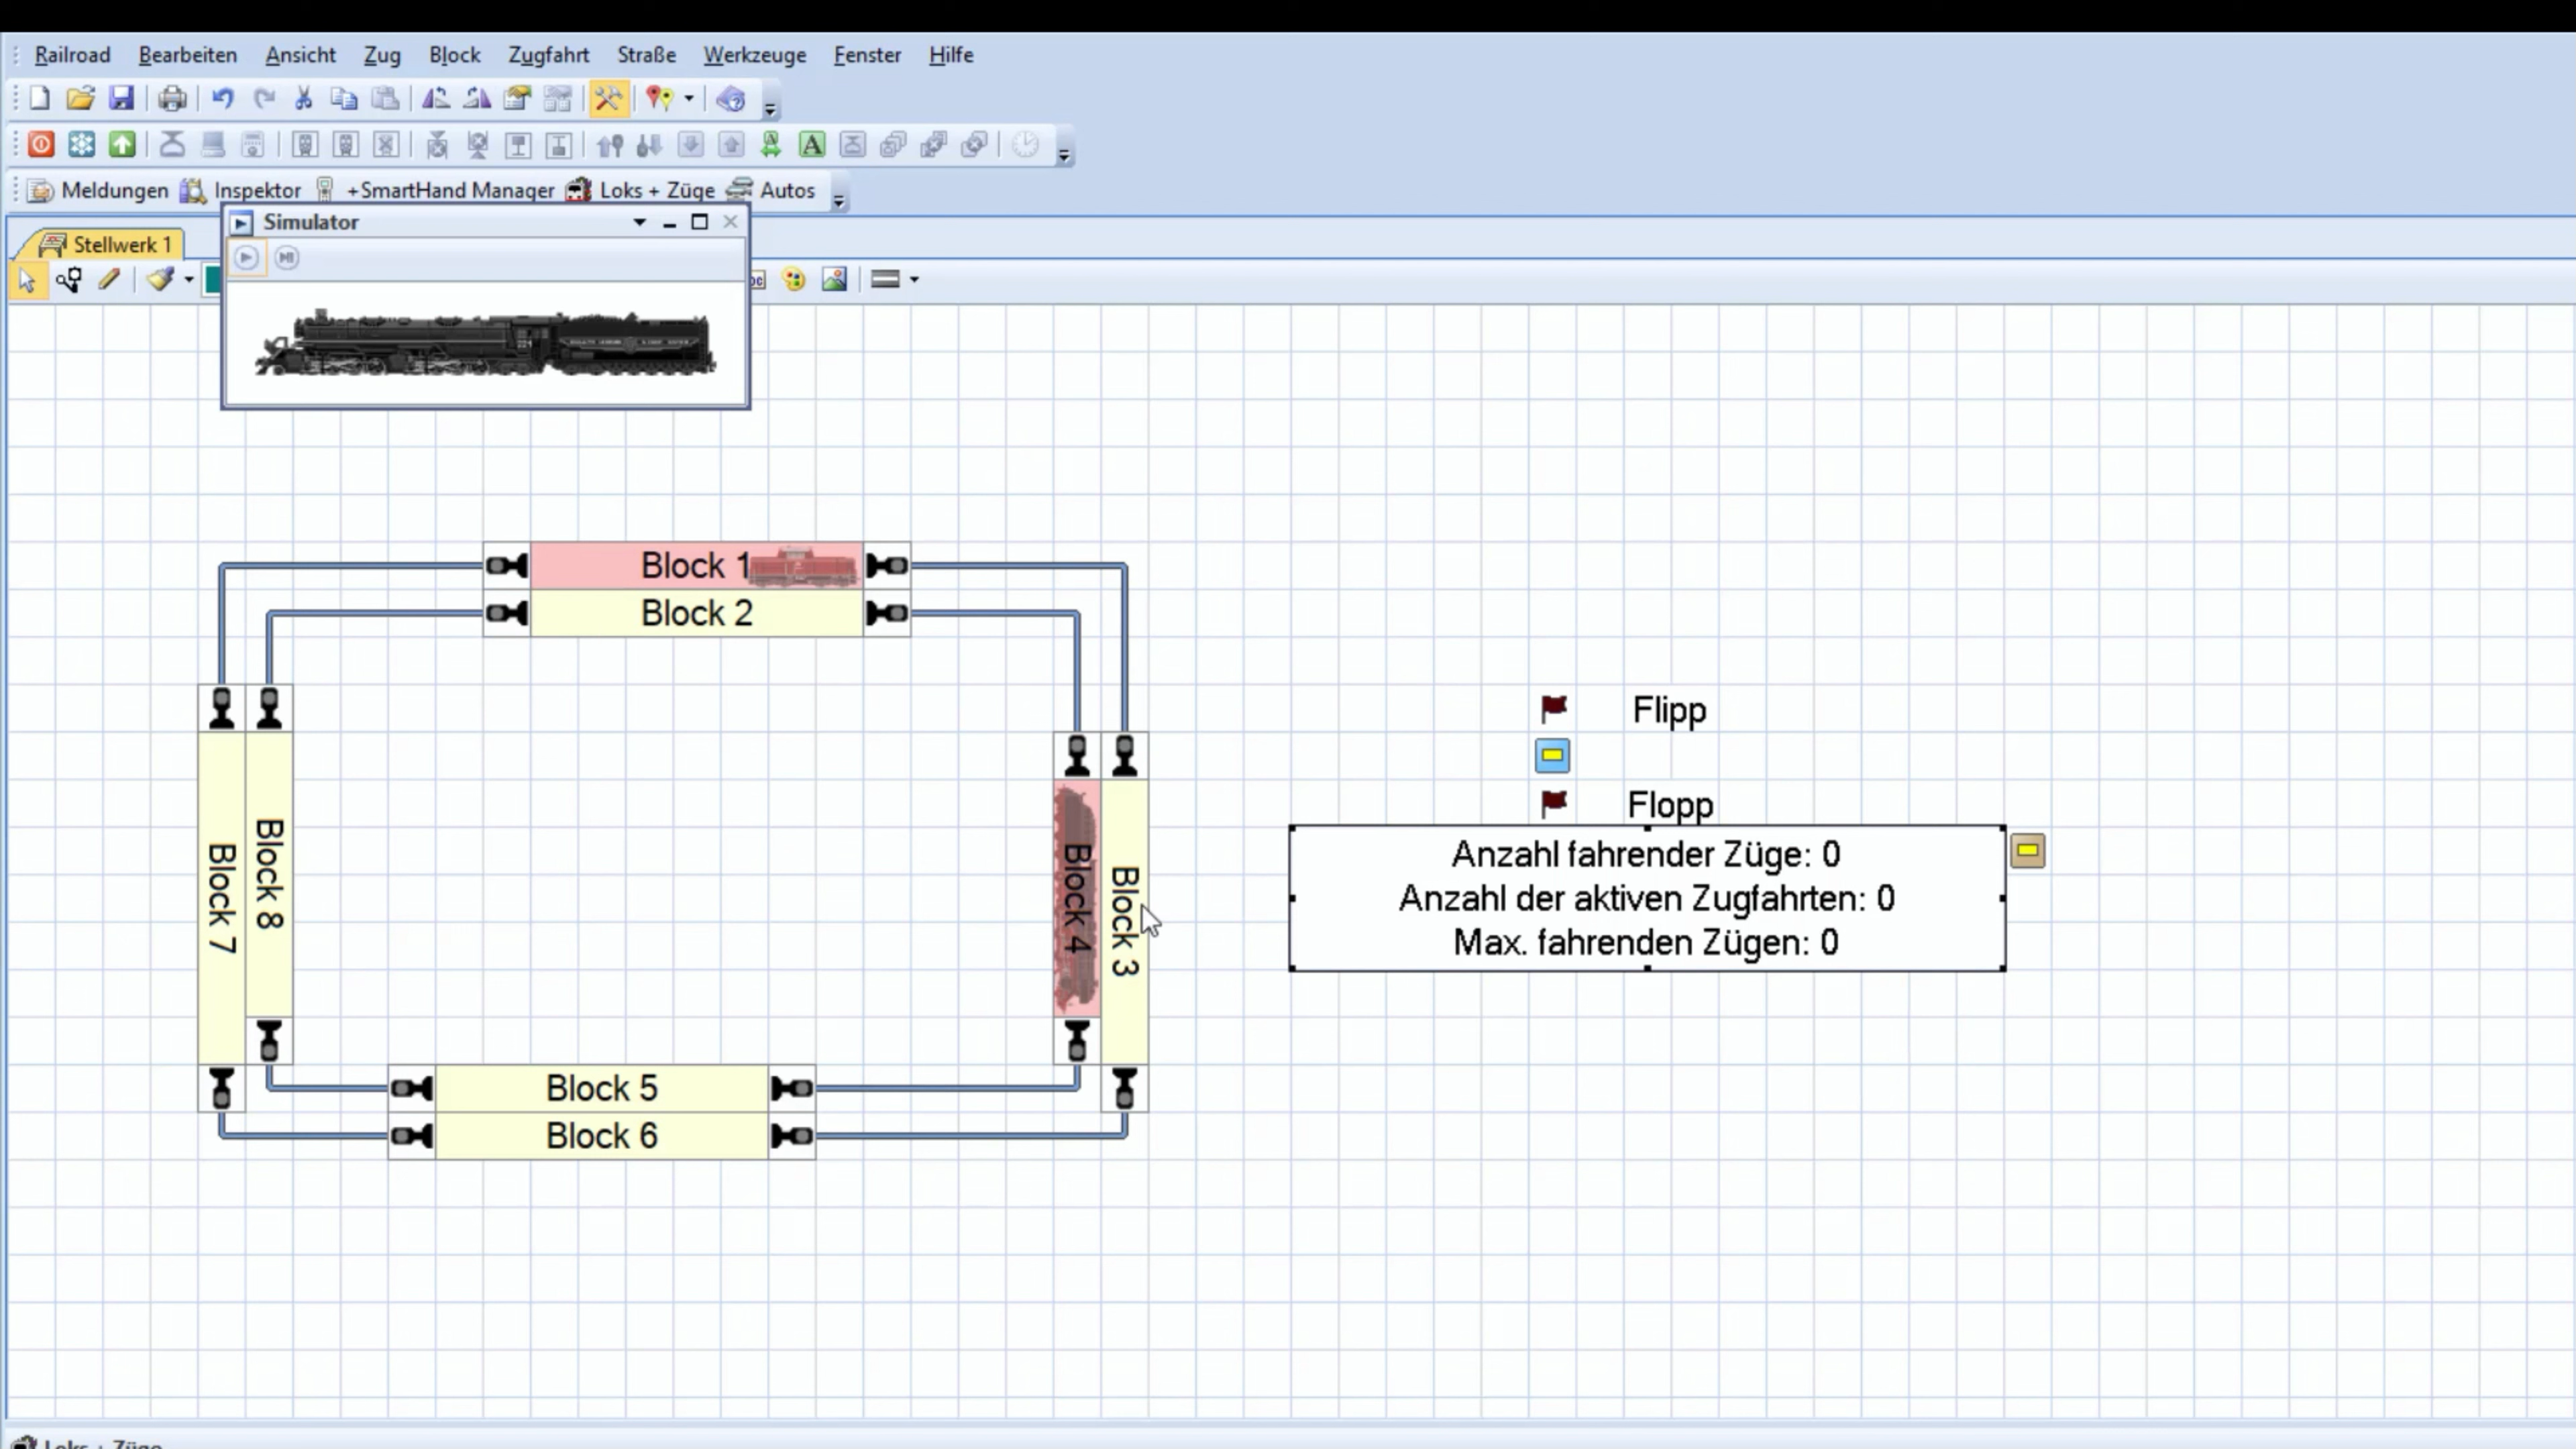 Railroad Bearbeiten Ansicht Zug Block Zugfahrt Straße Werkzeuge Fenster Hilfe
Meldungen Inspektor +SmartHand Manager Loks + Züge Autos
Simulator
Stellwerk 1
Block 1
Block 2
Flipp
Flopp
Block 7
Block 8
Block 4
Block 3
Anzahl fahrender Züge: 0
Anzahl der aktiven Zugfahrten: 0
Max. fahrenden Zügen: 0
Block 5
Block 6
Loks + Züge